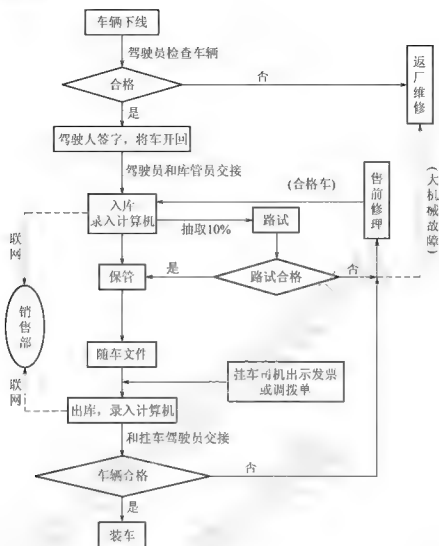 车辆下线
驾驶员检查车辆
合格
否
返厂维修
是
驾驶人签字，将车开回
驾驶员和库管员交接
(大机械故障)
售前修理
(合格车)
入库
录入计算机
抽取10%
路试
联网
保管
是
路试合格
否
销售部
随车文件
挂车司机出示发票
或调拨单
联网
出库，录入计算机
和挂车驾驶员交接
车辆合格
否
是
装车